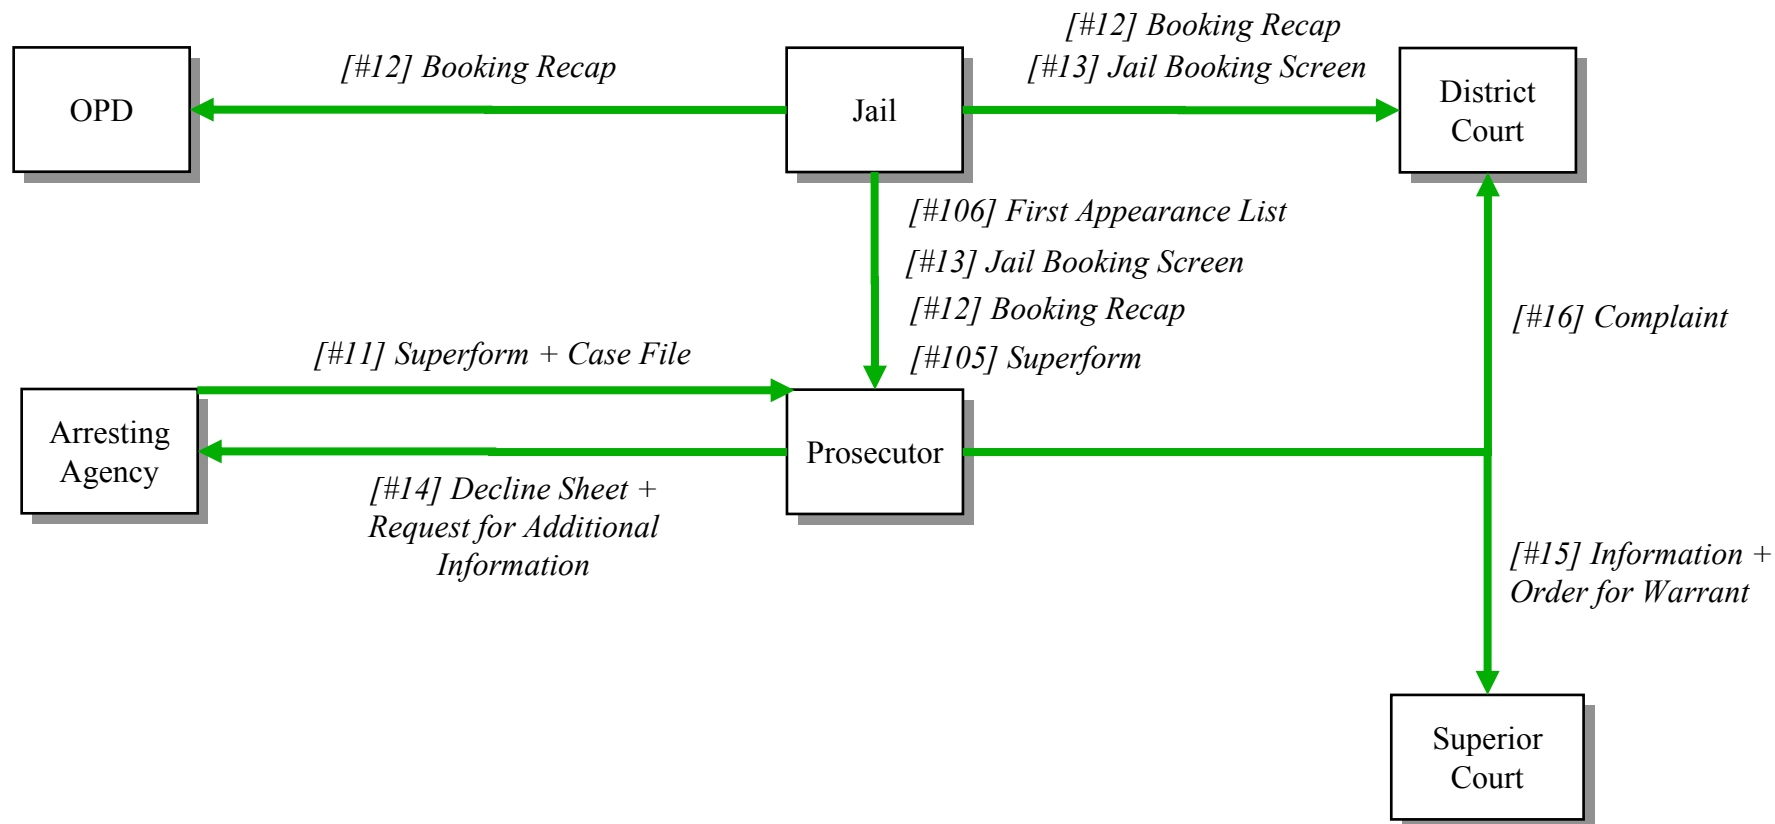 [#12] Booking Recap
[#12] Booking Recap
[#13] Jail Booking Screen
OPD
Jail
District
Court
[#106] First Appearance List
[#13] Jail Booking Screen
[#12] Booking Recap
[#105] Superform
[#16] Complaint
[#11] Superform + Case File
Arresting
Agency
Prosecutor
[#14] Decline Sheet +
Request for Additional
Information
[#15] Information +
Order for Warrant
Superior
Court